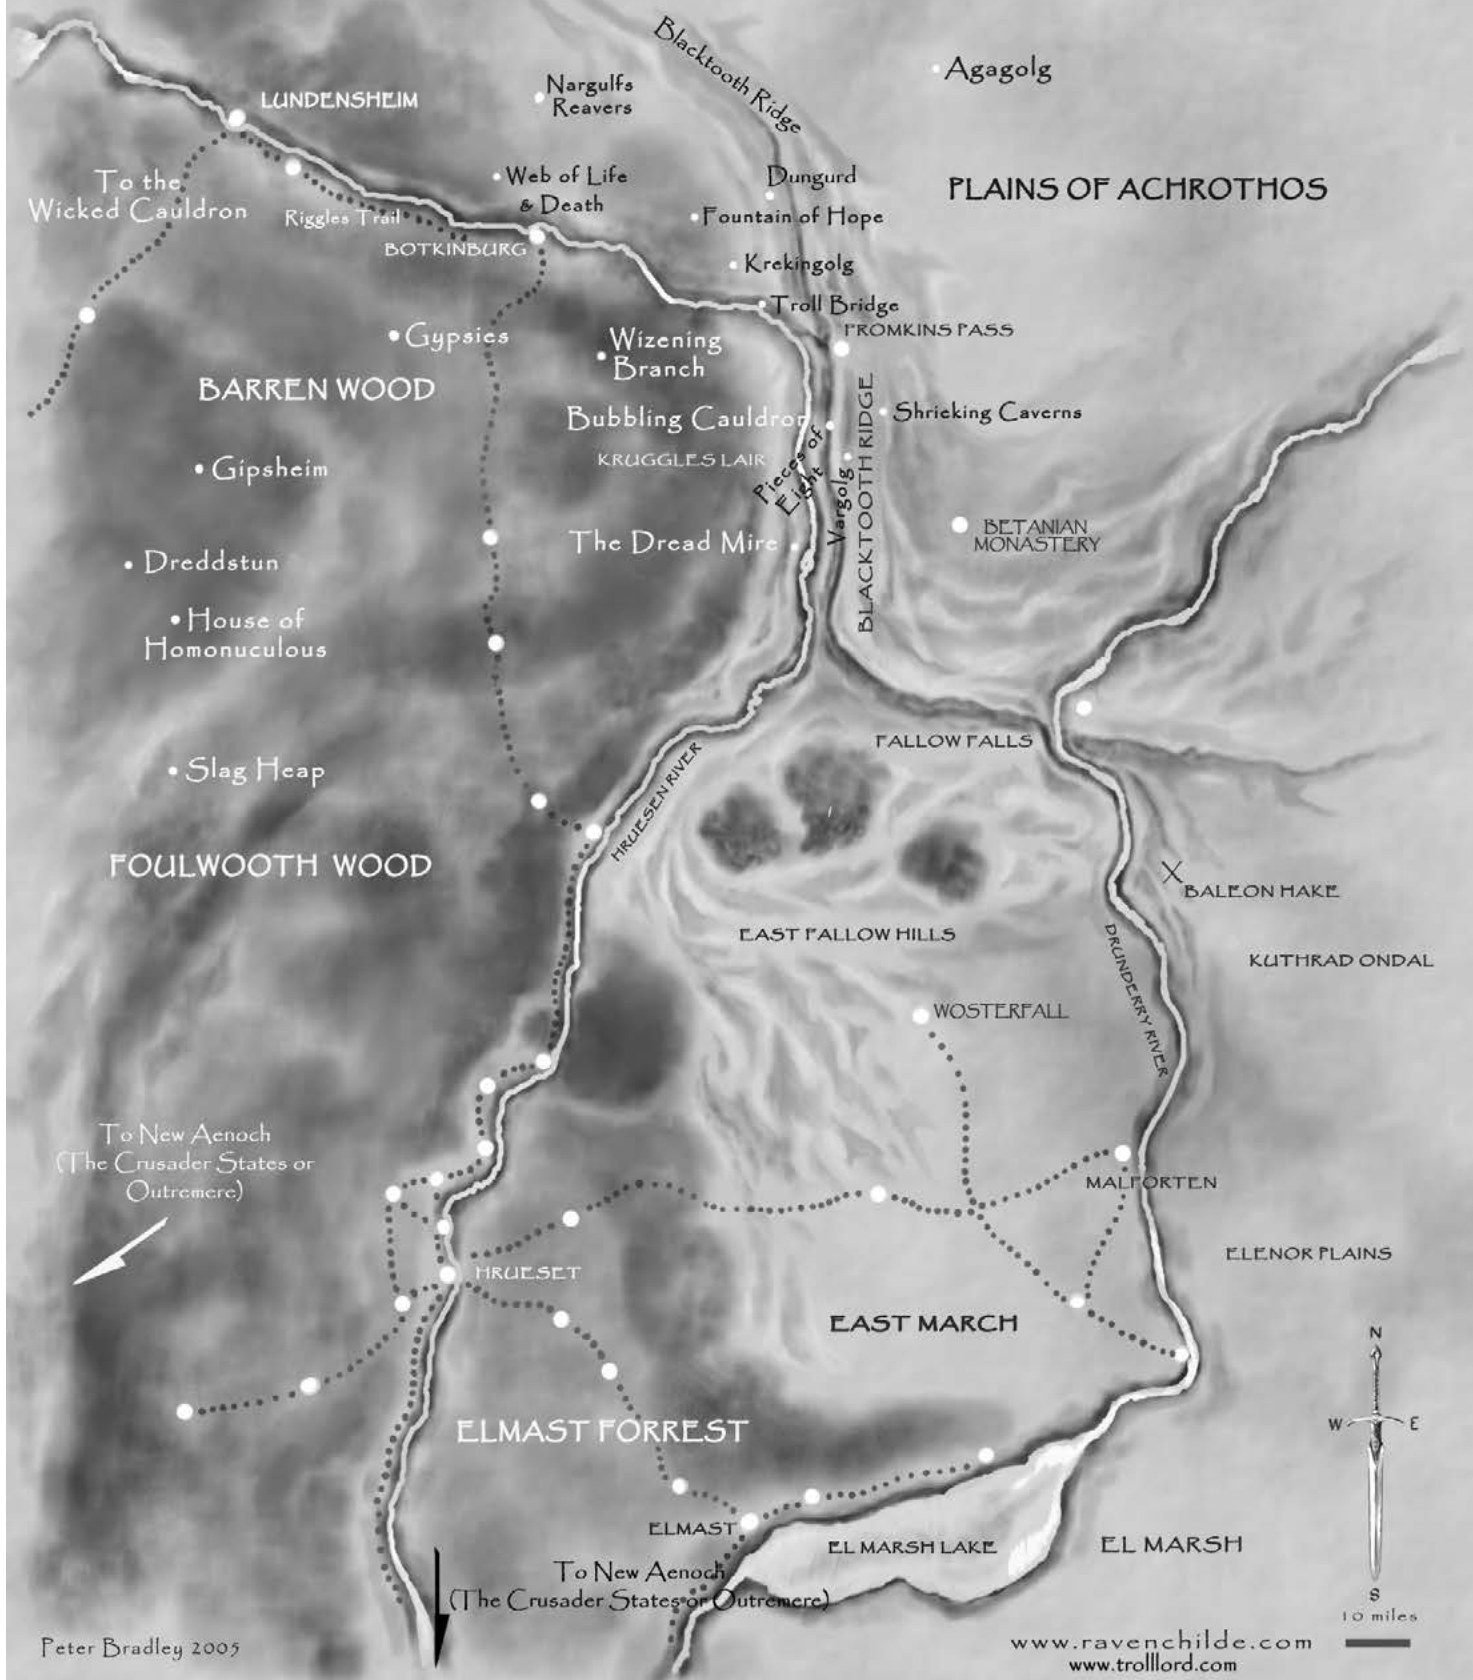 Blacktooth Ridge
Agagolg
LUNDENSHEIM
Nargulfs
Reavers
To the
Wicked Cauldron
Riggles Trail
Web of Life
& Death
Dungurd
Fountain of Hope
PLAINS OF ACHROTHOS
BOTKINBURG
Krekingolg
Troll Bridge
FROMKINS PASS
Gypsies
Wizening
Branch
BARREN WOOD
Bubbling Cauldron
Shrieking Caverns
KRUGGLES LAIR
Pieces of
Eight
Vargolg
BLACKTOOTH RIDGE
Gipsheim
BETANIAN
MONASTERY
The Dread Mire
Dreddstun
House of
Homonuculous
FALLOW FALLS
HRUESEN RIVER
Slag Heap
FOULWOOTH WOOD
BALEON HAKE
EAST FALLOW HILLS
DRUNDERRY RIVER
KUTHRAD ONDAL
WOSTERFALL
To New Aenoch
(The Crusader States or
Outremere)
MALFORTEN
ELENOR PLAINS
HRUESET
EAST MARCH
N
W E
S
10 miles
ELMAST FORREST
ELMAST
EL MARSH LAKE
EL MARSH
To New Aenoch
(The Crusader States or Outremere)
Peter Bradley 2005
www.ravenchilde.com
www.trolllord.com